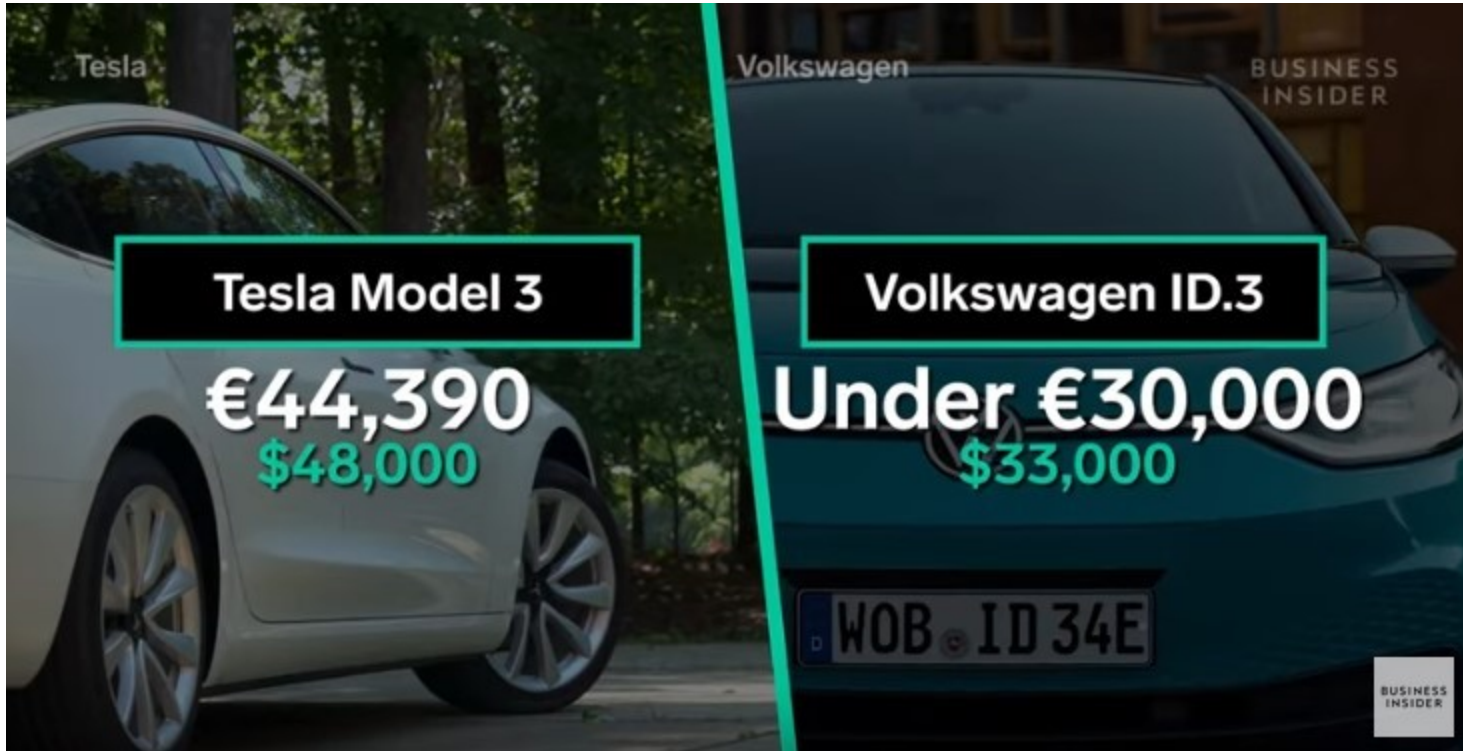 Tesla
Tesla Model 3
€44,390
$48,000
Volkswagen
BUSINESS
INSIDER
Volkswagen ID.3
Under €30,000
$33,000
D
WOB ID 34E
BUSINESS
INSIDER